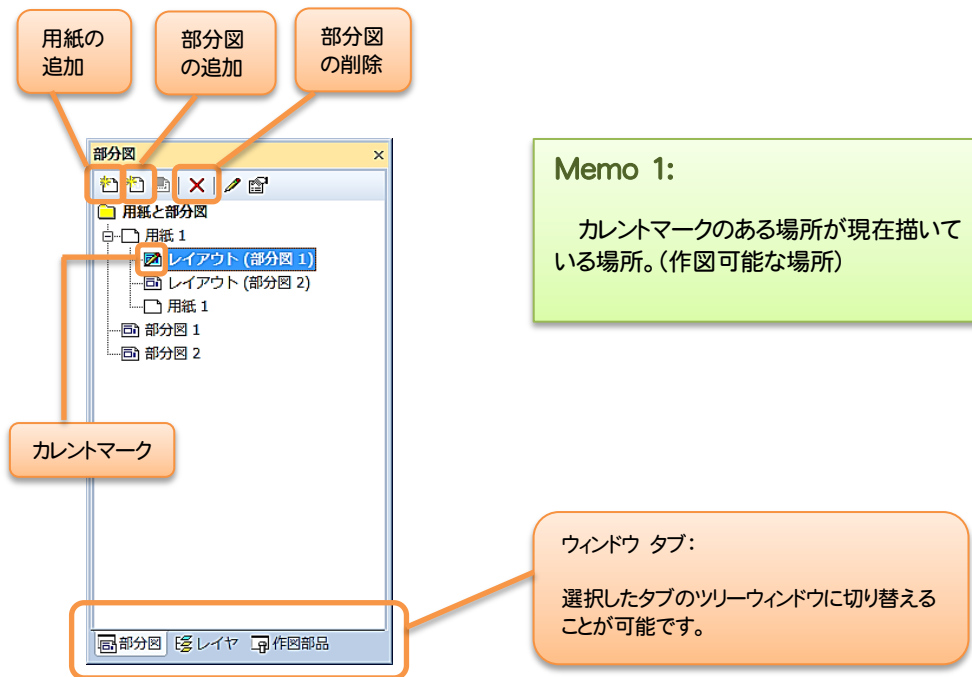 用紙の
追加
部分図
の追加
部分図
の削除
部分図
用紙と部分図
用紙 1
レイアウト (部分図 1)
レイアウト (部分図 2)
用紙 1
部分図 1
部分図 2
カレントマーク
Memo 1:
カレントマークのある場所が現在描いて
いる場所。(作図可能な場所)
ウィンドウ タブ:
選択したタブのツリーウィンドウに切り替える
ことが可能です。
部分図 レイヤ 作図部品